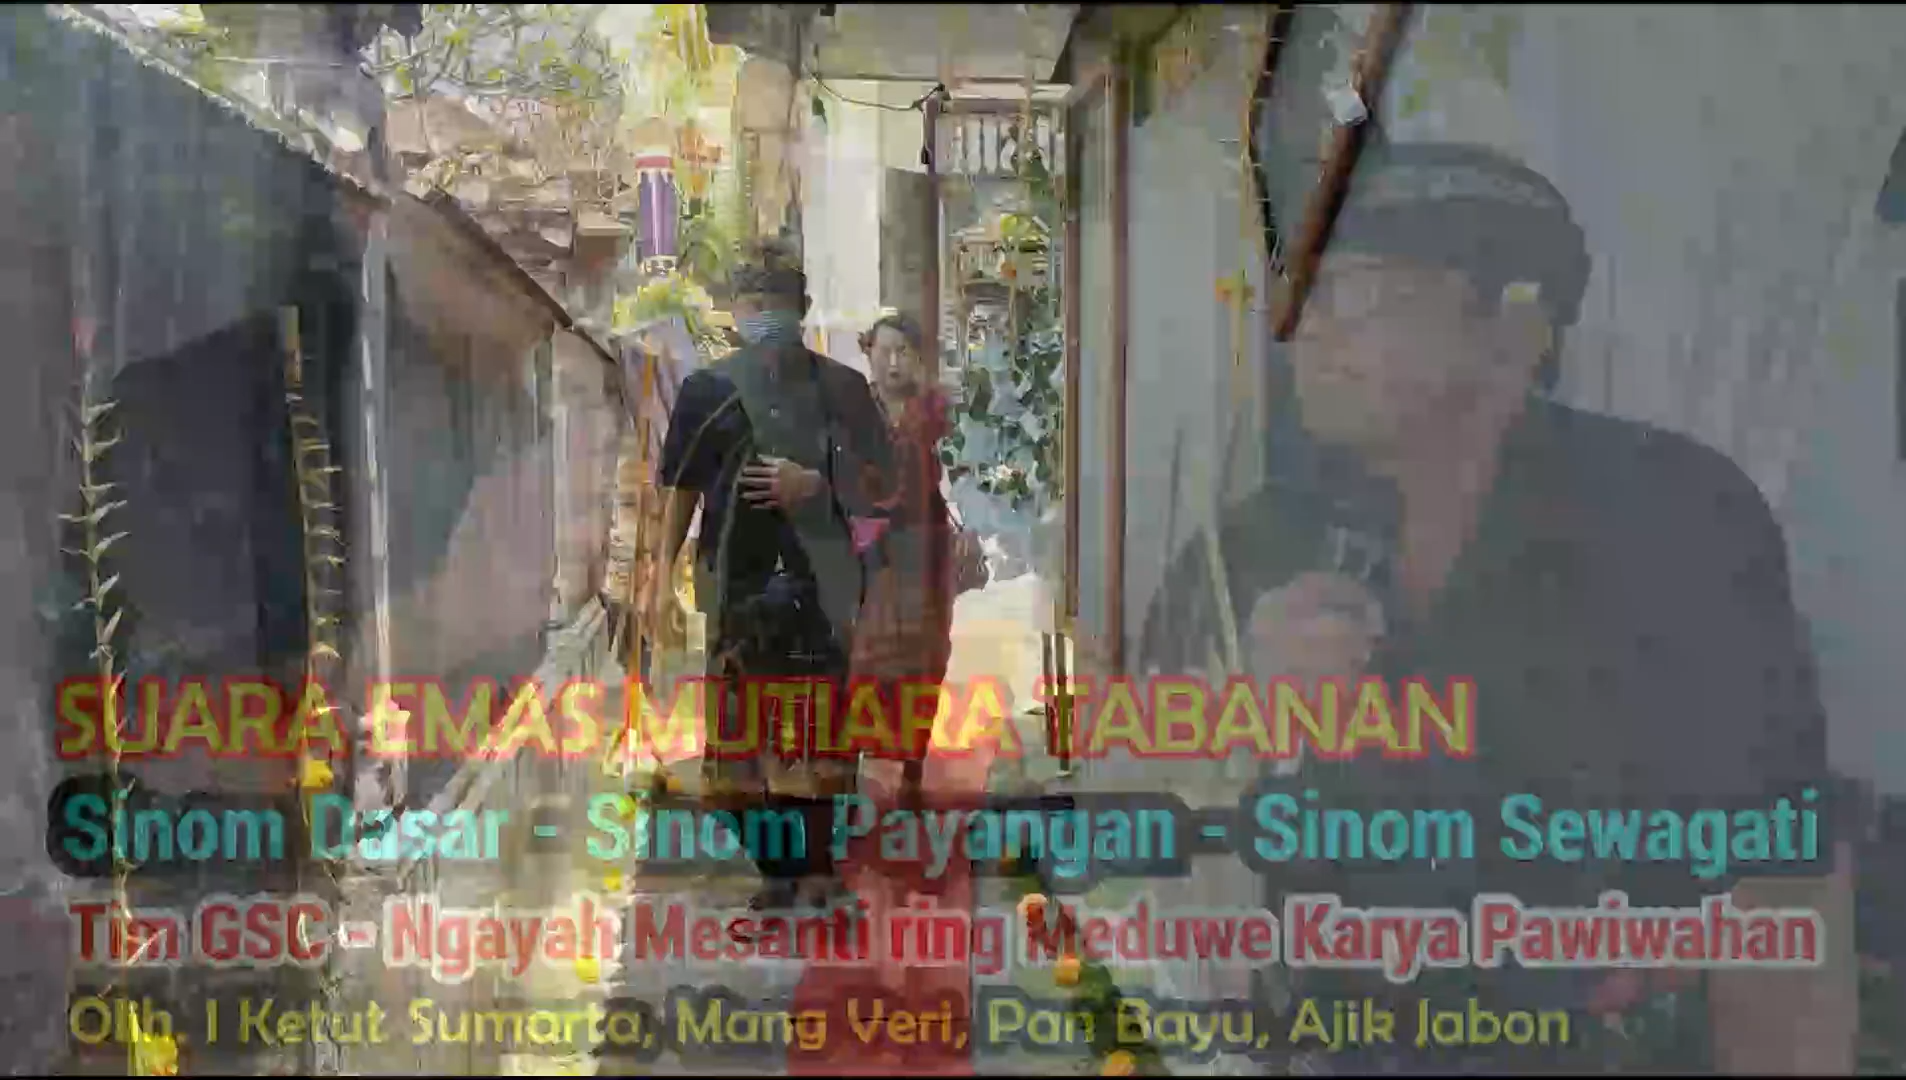 SUARA EMAS MUTIARA TABANAN
Sinom Dasar - Sinom Payangan - Sinom Sewagati
Tim GSC - Ngayah Mesanti ring Meduwe Karya Pawiwahan
Olih. I Ketut Sumarta, Mang Veri, Pan Bayu, Ajik Jabon